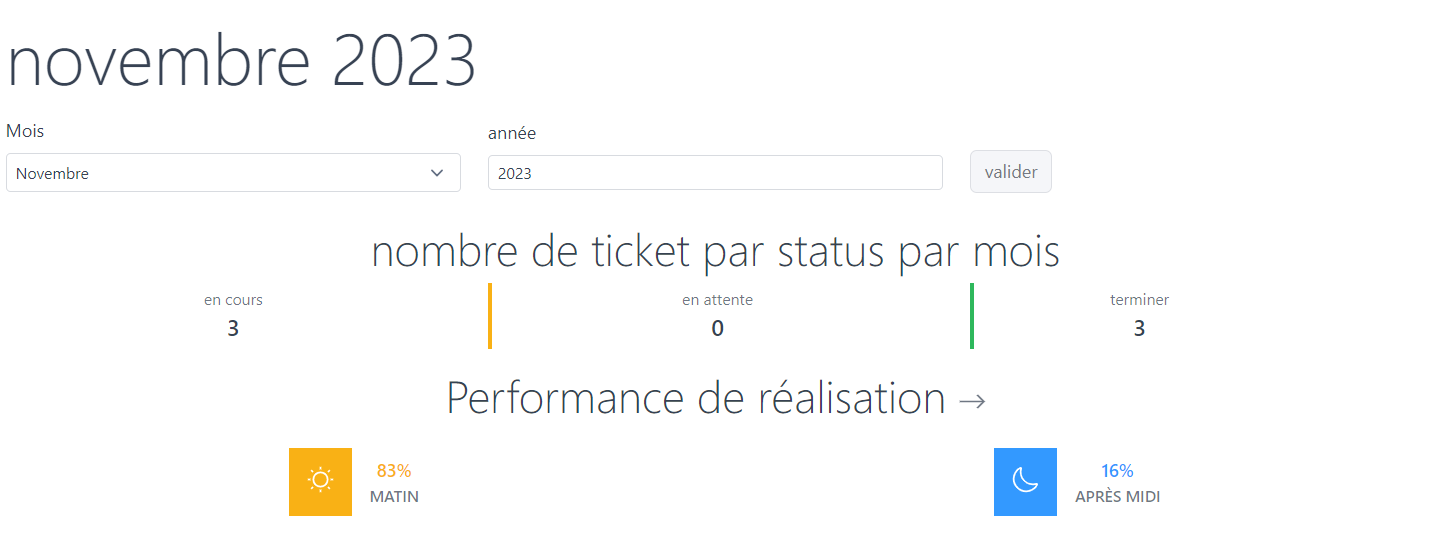 novembre 2023
Mois
année
Novembre
2023
valider
nombre de ticket par status par mois
en cours
3
en attente
0
terminer
3
Performance de réalisation →
83%
MATIN
16%
APRÈS MIDI